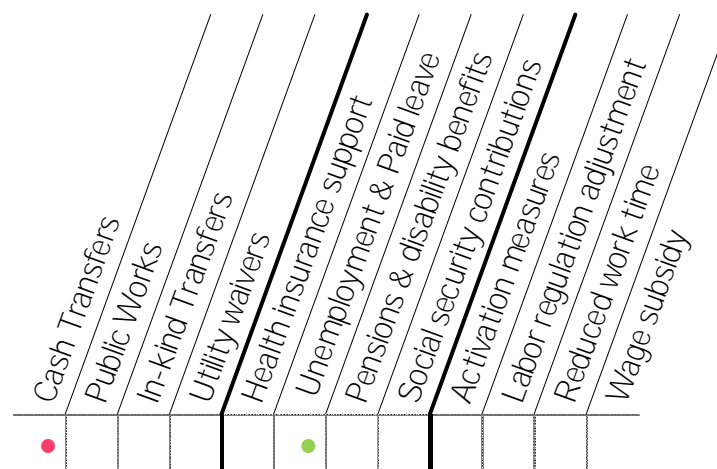 Cash Transfers
Public Works
In-kind Transfers
Utility waivers
Health insurance support
Unemployment & Paid leave
Pensions & disability benefits
Social security contributions
Activation measures
Labor regulation adjustment
Reduced work time
Wage subsidy